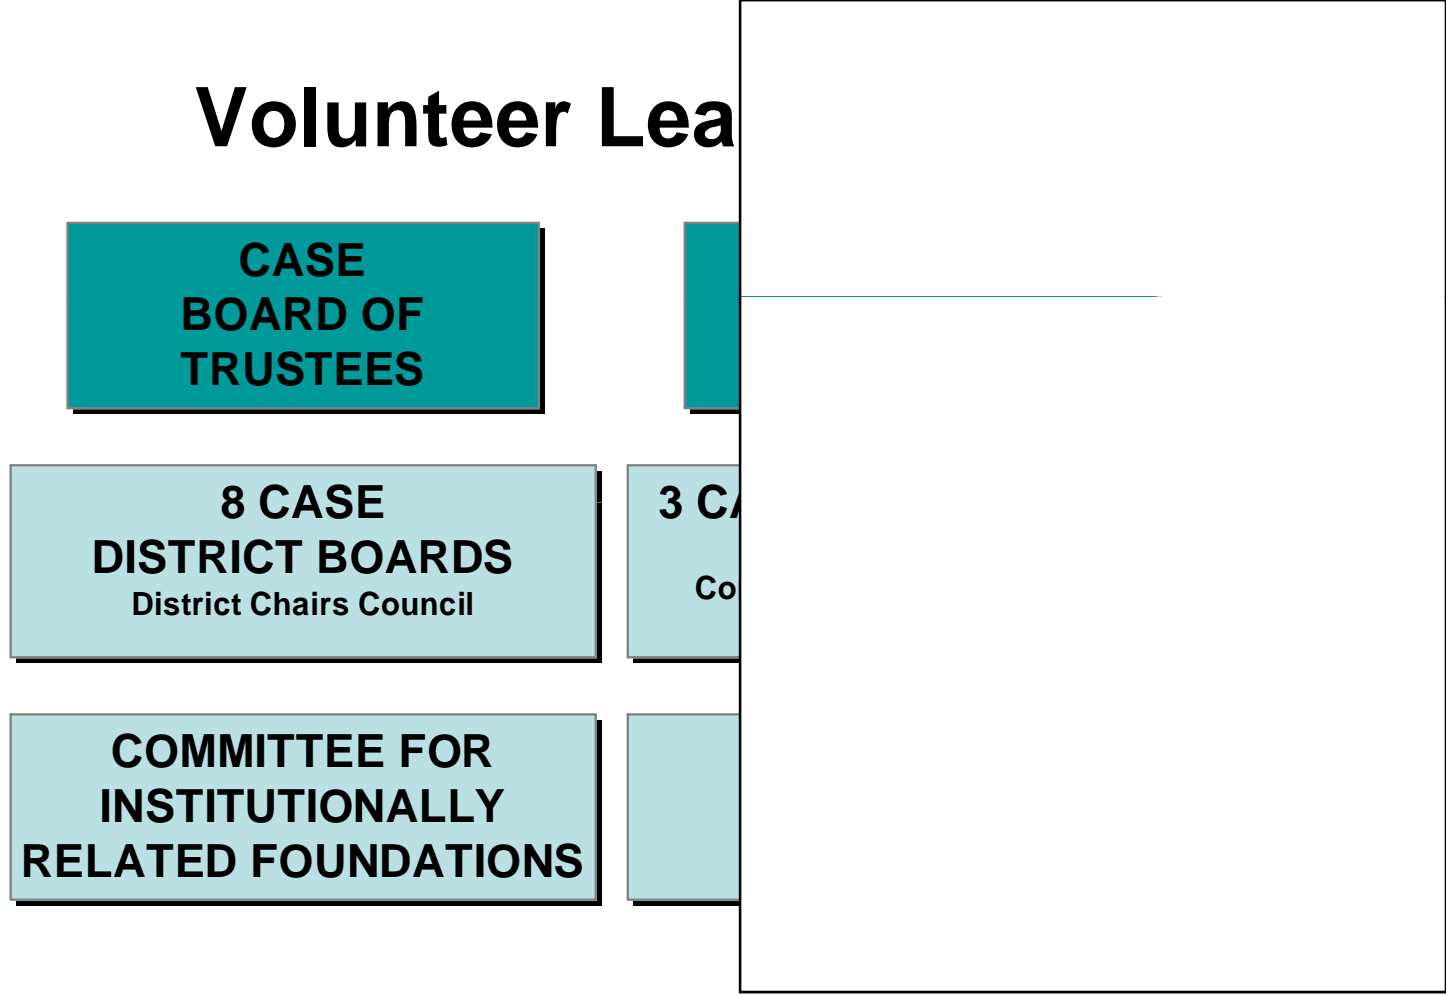 Volunteer Lea
CASE
BOARD OF
TRUSTEES
8 CASE
DISTRICT BOARDS
District Chairs Council
3 CA
Co
COMMITTEE FOR
INSTITUTIONALLY
RELATED FOUNDATIONS